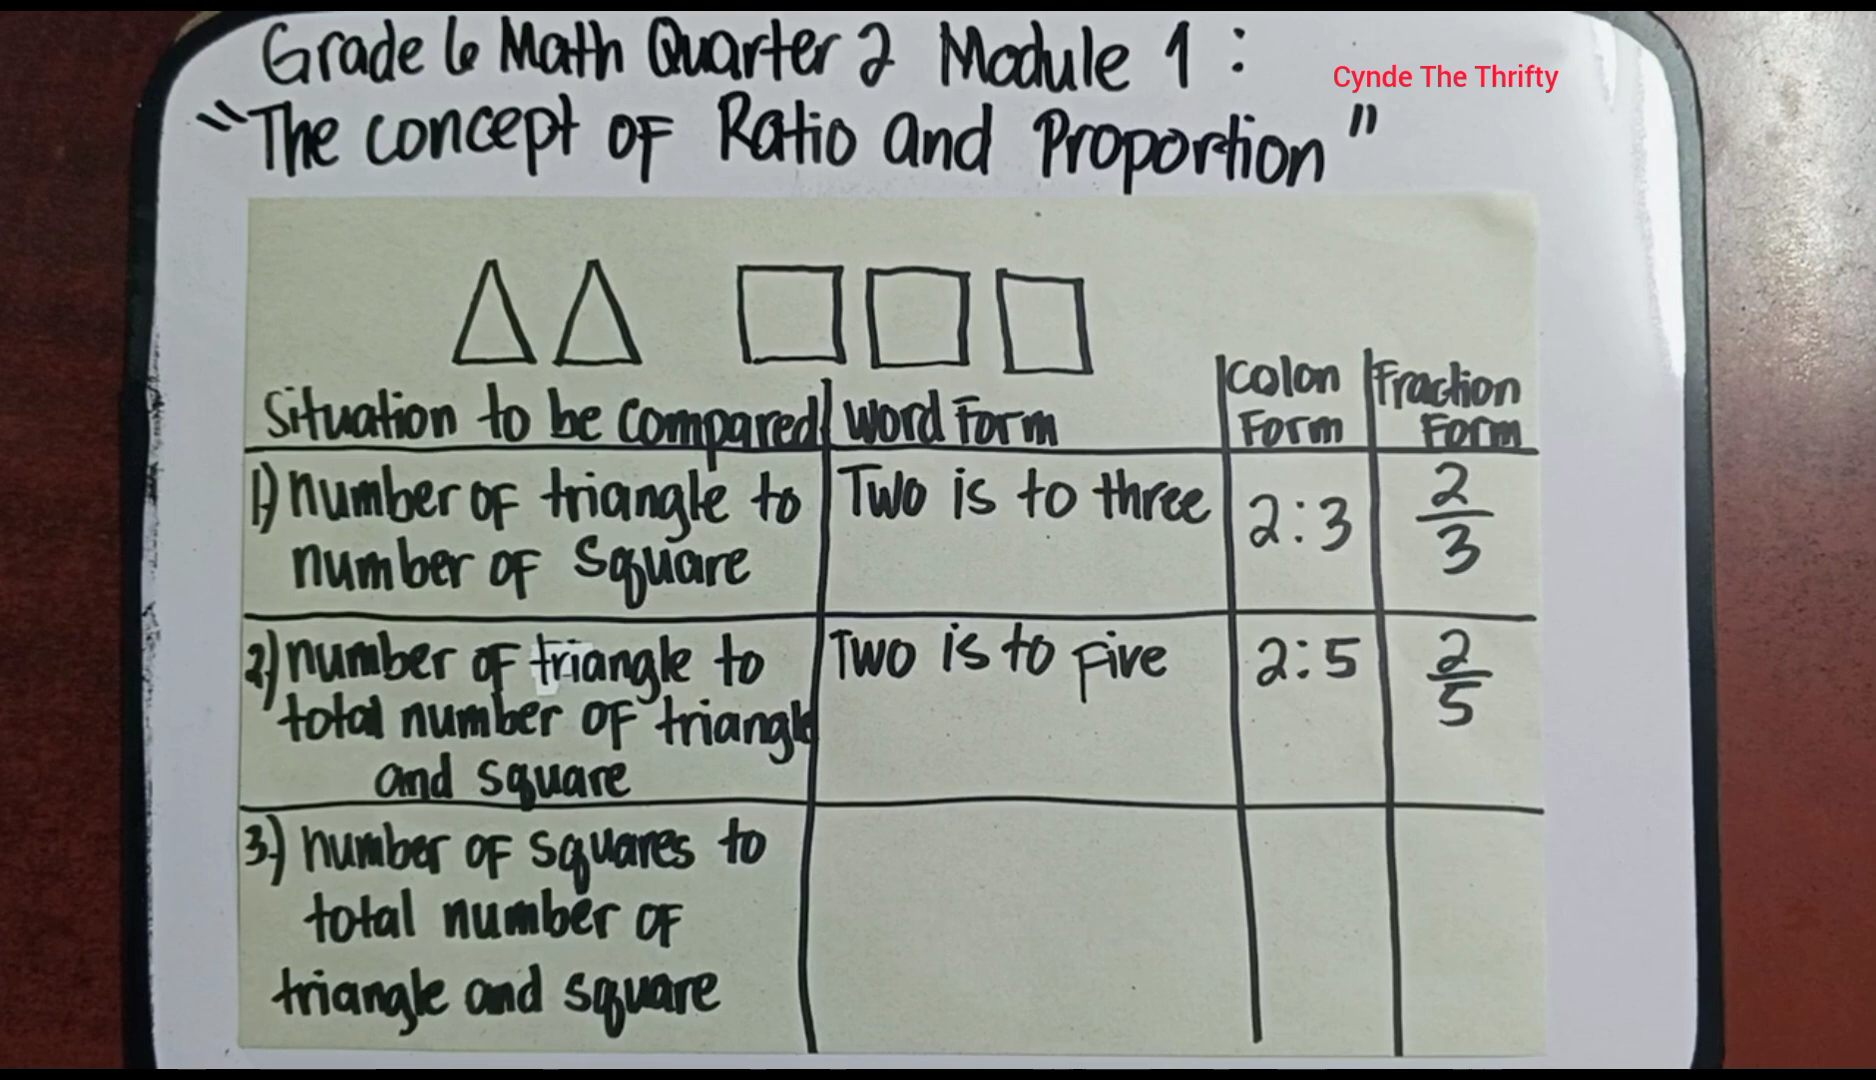 Grade 6 Math Quarter 2 Module 1 :
Cynde The Thrifty
"The concept of Ratio and Proportion"
Situation to be compared
Word Form
Colon
Form
Fraction
Form
1) number of triangle to
number of square
Two is to three
2:3
2
3
2) number of triangle to
total number of triangle
and square
Two is to five
2:5
2
5
3.) number of squares to
total number of
triangle and square